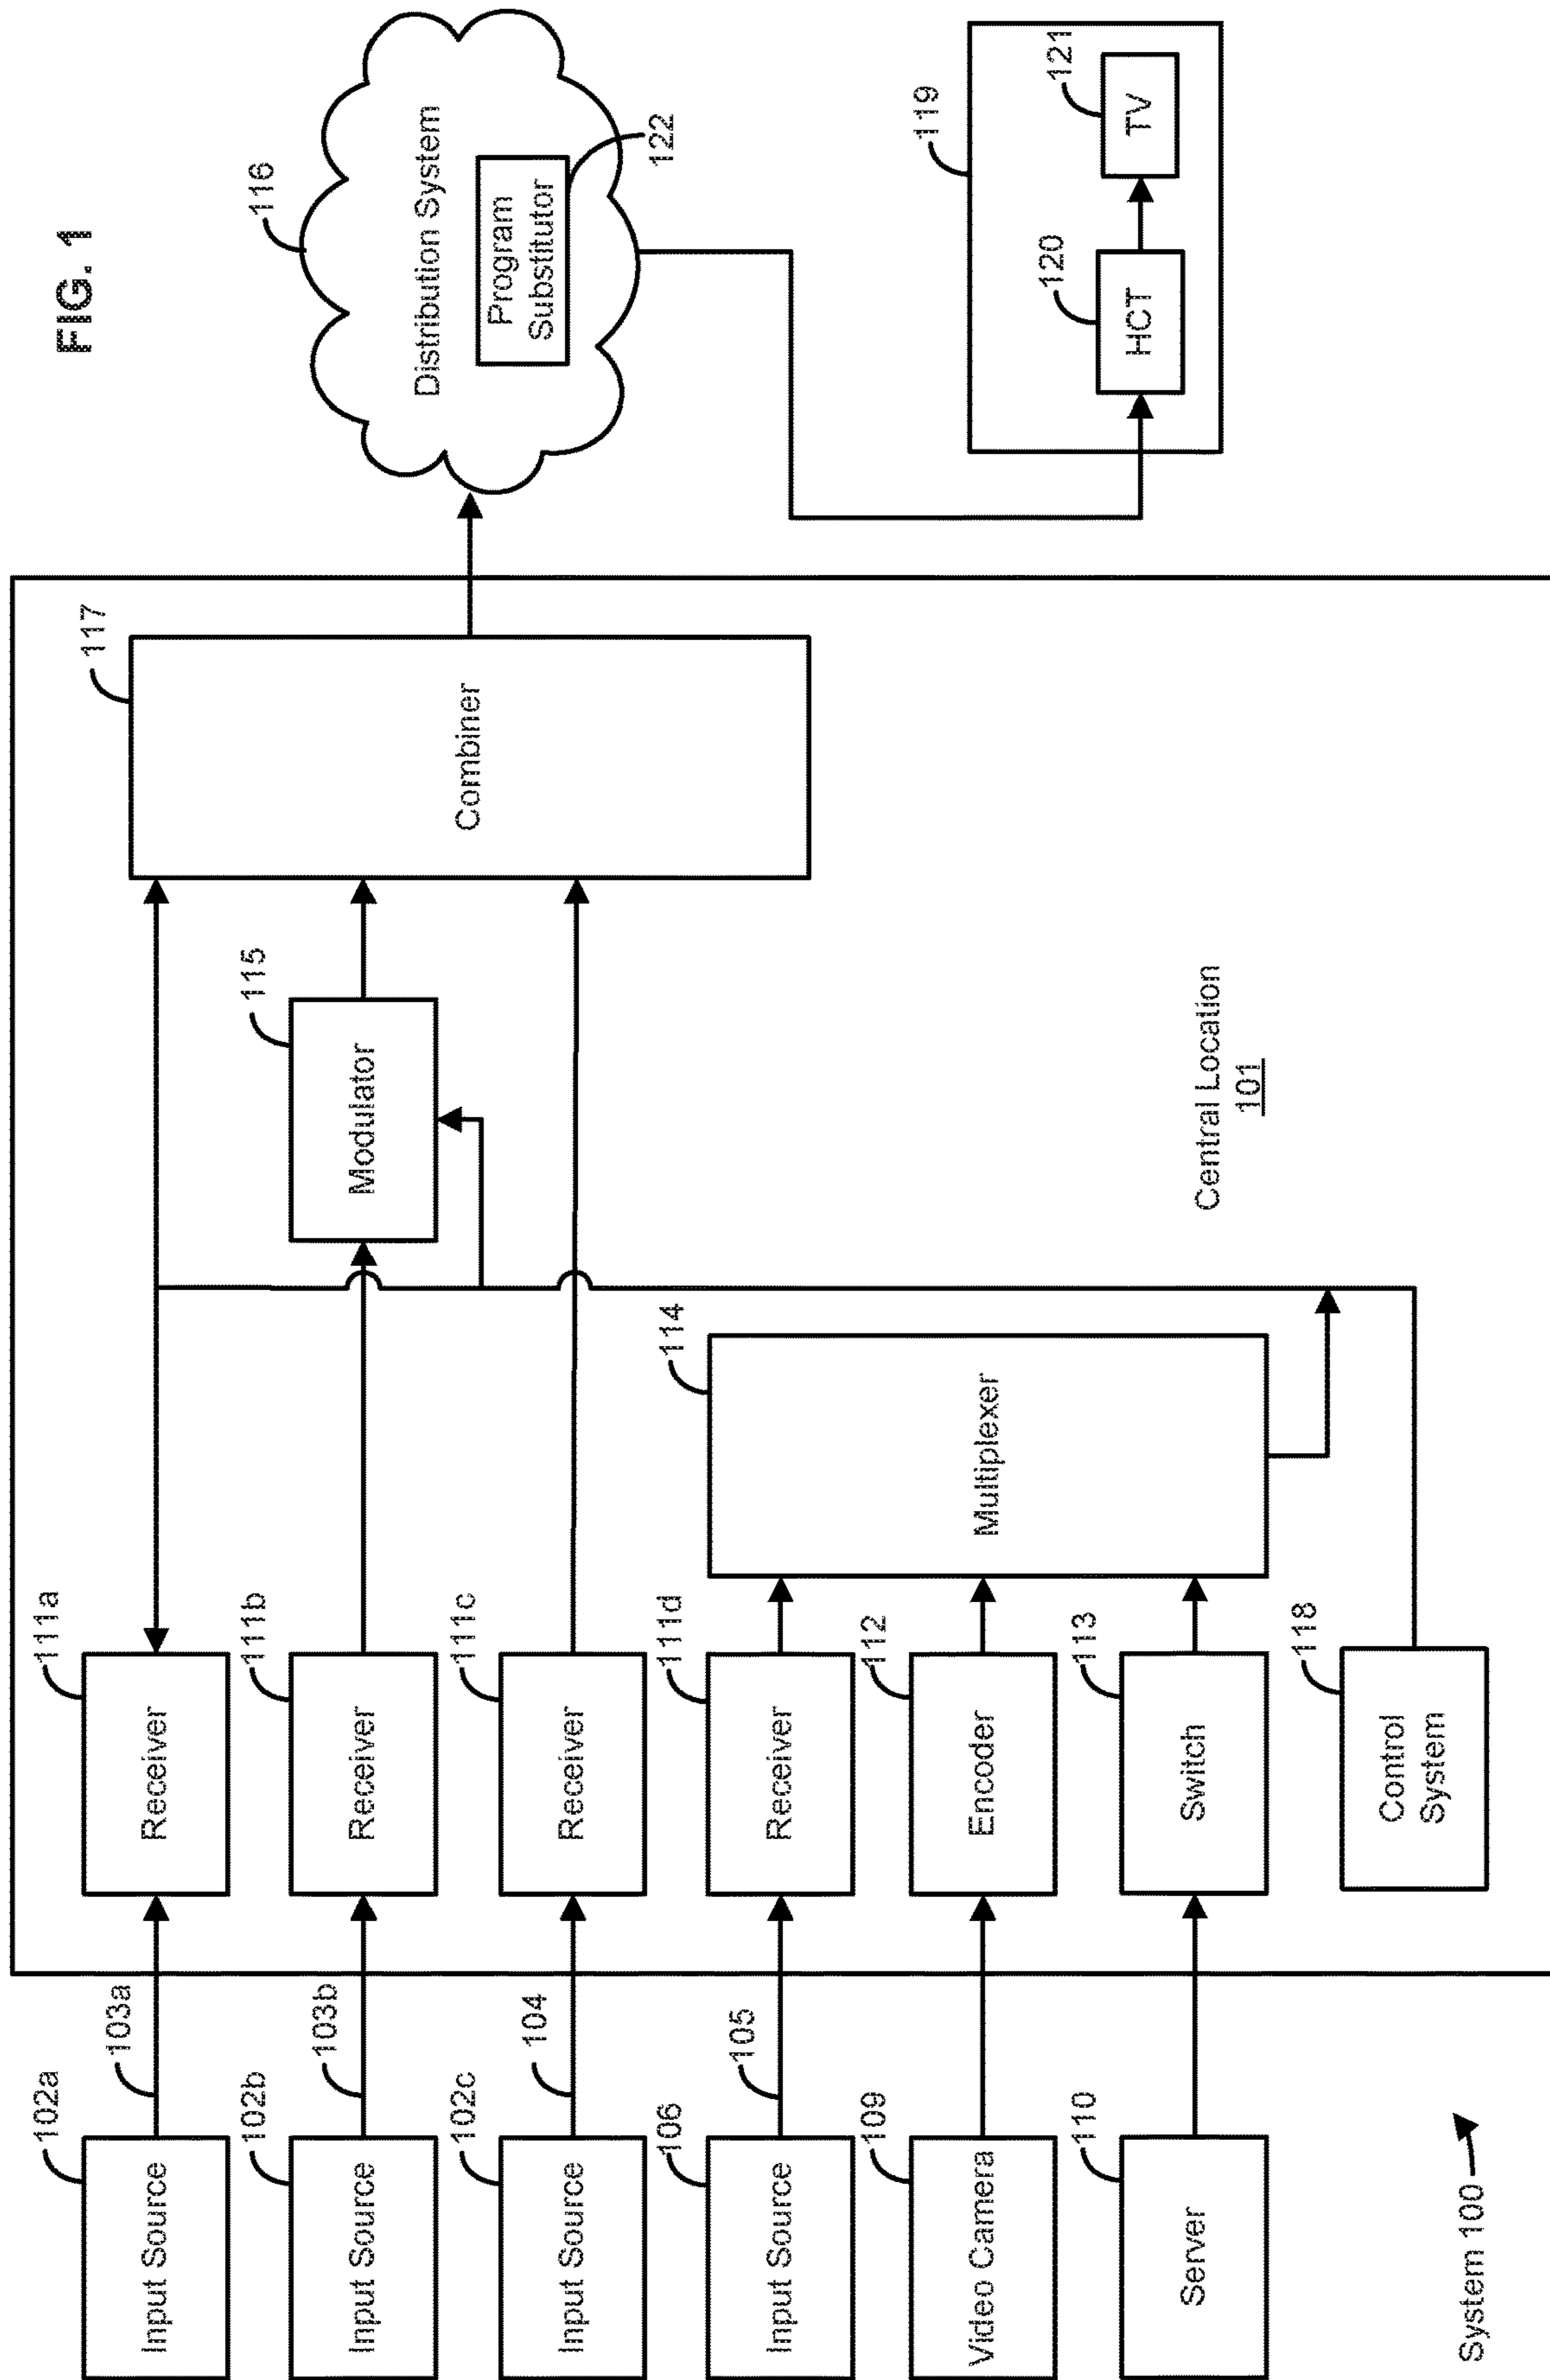 FIG. 1
102a
Input Source
103a
111a
Receiver
102b
Input Source
103b
111b
Receiver
115
Modulator
102c
Input Source
104
111c
Receiver
106
Input Source
105
111d
Receiver
114
Multiplexer
109
Video Camera
112
Encoder
110
Server
113
Switch
118
Control
System
117
Combiner
116
Distribution System
Program
Substitutor
122
119
120
HCT
121
TV
Central Location
101
System 100